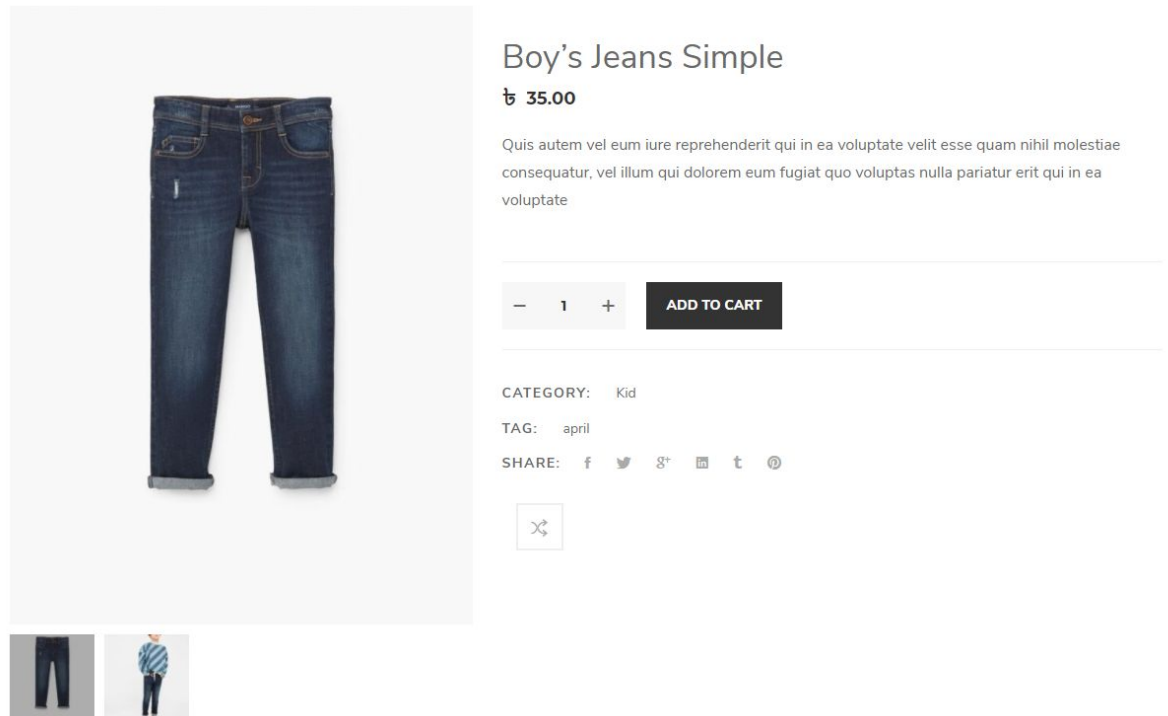 Boy’s Jeans Simple
৳ 35.00
Quis autem vel eum iure reprehenderit qui in ea voluptate velit esse quam nihil molestiae
consequatur, vel illum qui dolorem eum fugiat quo voluptas nulla pariatur erit qui in ea
voluptate
− 1 + ADD TO CART
CATEGORY: Kid
TAG: april
SHARE: